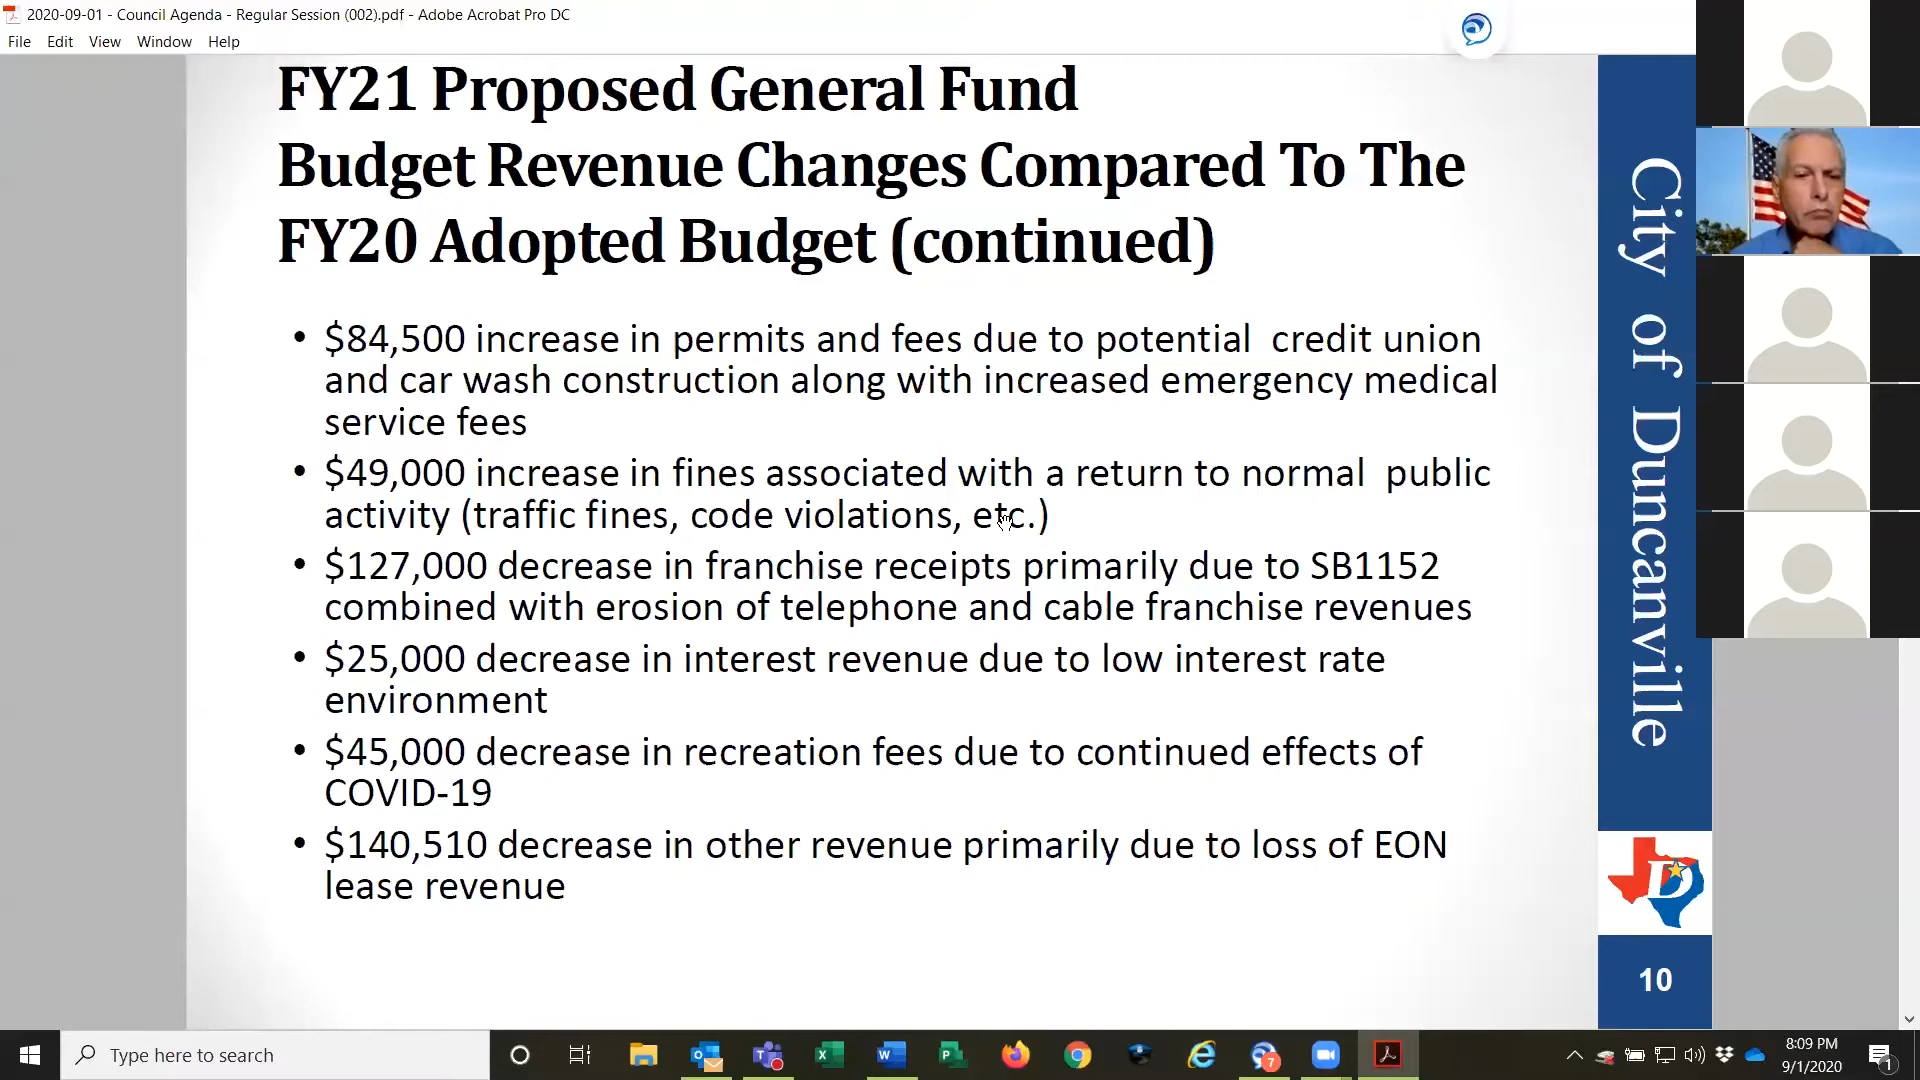 2020-09-01 - Council Agenda - Regular Session (002).pdf - Adobe Acrobat Pro DC
File Edit View Window Help
FY21 Proposed General Fund
Budget Revenue Changes Compared To The
FY20 Adopted Budget (continued)
• $84,500 increase in permits and fees due to potential credit union
and car wash construction along with increased emergency medical
service fees
• $49,000 increase in fines associated with a return to normal public
activity (traffic fines, code violations, etc.)
• $127,000 decrease in franchise receipts primarily due to SB1152
combined with erosion of telephone and cable franchise revenues
• $25,000 decrease in interest revenue due to low interest rate
environment
• $45,000 decrease in recreation fees due to continued effects of
COVID-19
• $140,510 decrease in other revenue primarily due to loss of EON
lease revenue
City of Duncanville
D
10
Type here to search
7
8:09 PM
9/1/2020
1